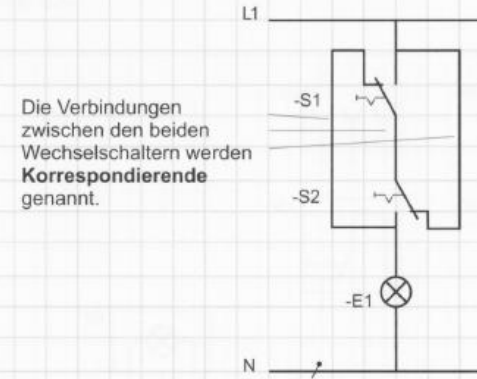 L1
-S1
Die Verbindungen
zwischen den beiden
Wechselschaltern werden
Korrespondierende
genannt.
-S2
-E1
N